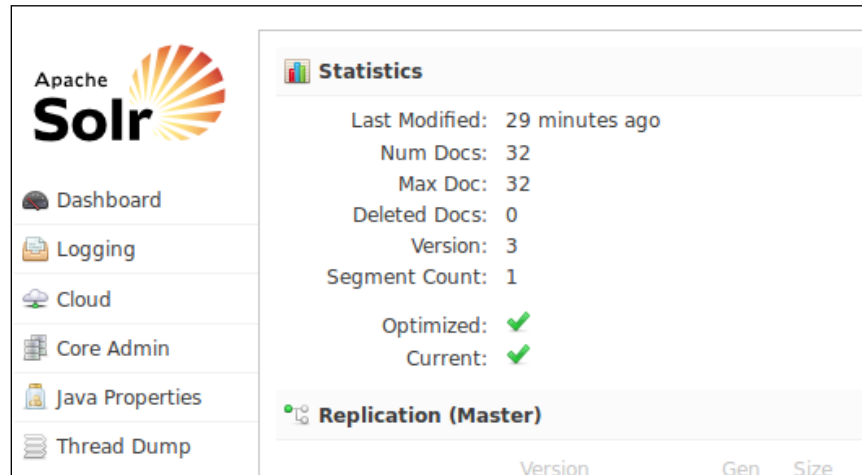 Apache
Solr
Dashboard
Logging
Cloud
Core Admin
Java Properties
Thread Dump
Statistics
Last Modified: 29 minutes ago
Num Docs: 32
Max Doc: 32
Deleted Docs: 0
Version: 3
Segment Count: 1
Optimized:
Current:
Replication (Master)
Version Gen Size